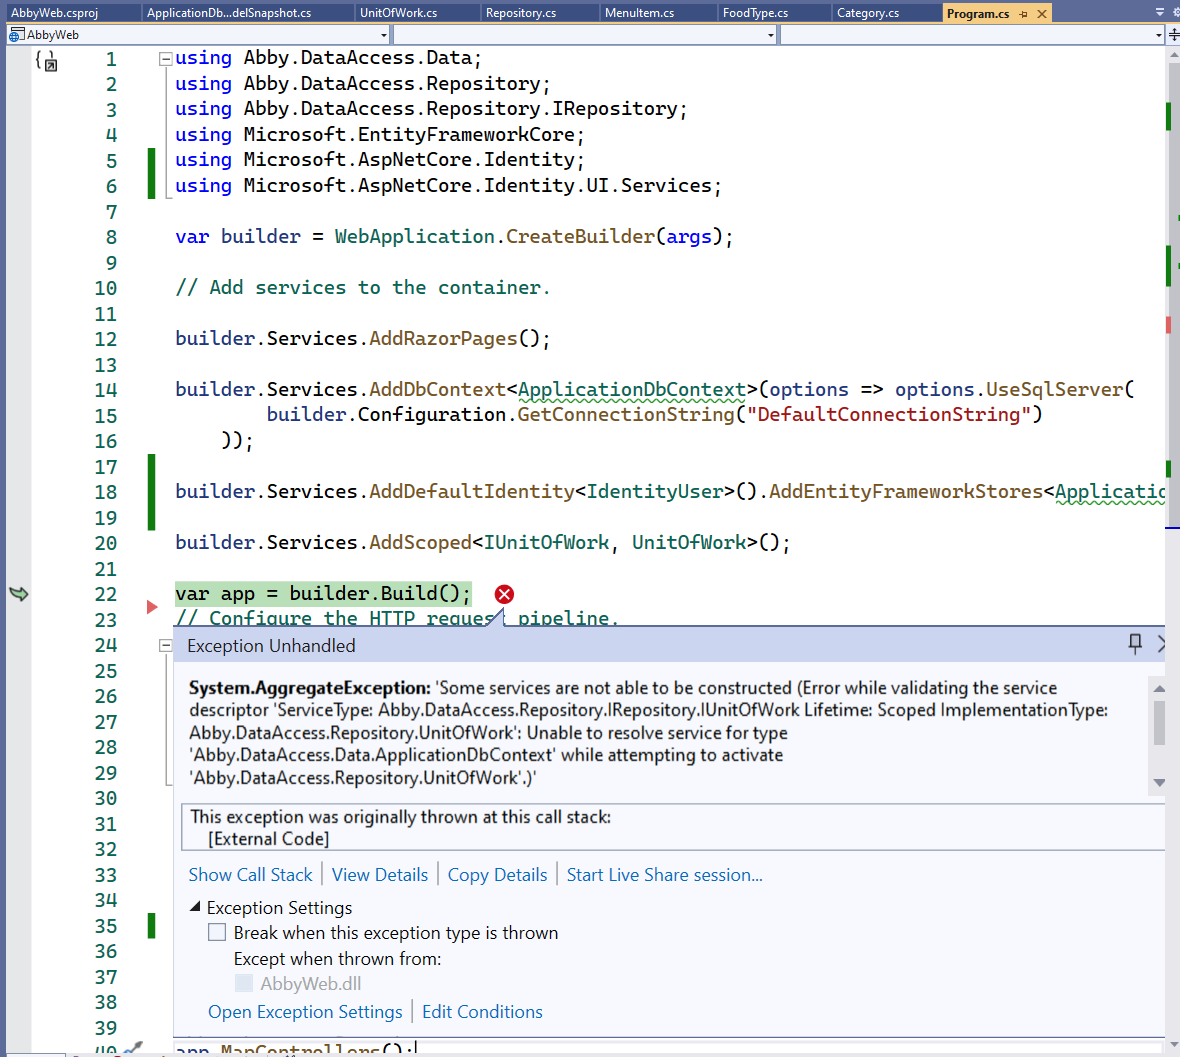 AbbyWeb.csproj ApplicationDb...delSnapshot.cs UnitOfWork.cs Repository.cs MenuItem.cs FoodType.cs Category.cs Program.cs
AbbyWeb
1 using Abby.DataAccess.Data;
2 using Abby.DataAccess.Repository;
3 using Abby.DataAccess.Repository.IRepository;
4 using Microsoft.EntityFrameworkCore;
5 using Microsoft.AspNetCore.Identity;
6 using Microsoft.AspNetCore.Identity.UI.Services;
7
8 var builder = WebApplication.CreateBuilder(args);
9
10 // Add services to the container.
11
12 builder.Services.AddRazorPages();
13
14 builder.Services.AddDbContext<ApplicationDbContext>(options => options.UseSqlServer(
15 builder.Configuration.GetConnectionString("DefaultConnectionString")
16 ));
17
18 builder.Services.AddDefaultIdentity<IdentityUser>().AddEntityFrameworkStores<Applicatio
19
20 builder.Services.AddScoped<IUnitOfWork, UnitOfWork>();
21
22 var app = builder.Build();
23 // Configure the HTTP request pipeline.
24 Exception Unhandled
25
System.AggregateException: 'Some services are not able to be constructed (Error while validating the service
26 descriptor 'ServiceType: Abby.DataAccess.Repository.IRepository.IUnitOfWork Lifetime: Scoped ImplementationType:
27 Abby.DataAccess.Repository.UnitOfWork': Unable to resolve service for type
28 'Abby.DataAccess.Data.ApplicationDbContext' while attempting to activate
29 'Abby.DataAccess.Repository.UnitOfWork'.)'
30
31 This exception was originally thrown at this call stack:
32 [External Code]
33 Show Call Stack View Details Copy Details Start Live Share session...
34 Exception Settings
35 Break when this exception type is thrown
36 Except when thrown from:
37 AbbyWeb.dll
38 Open Exception Settings Edit Conditions
39
40 app.MapControllers();